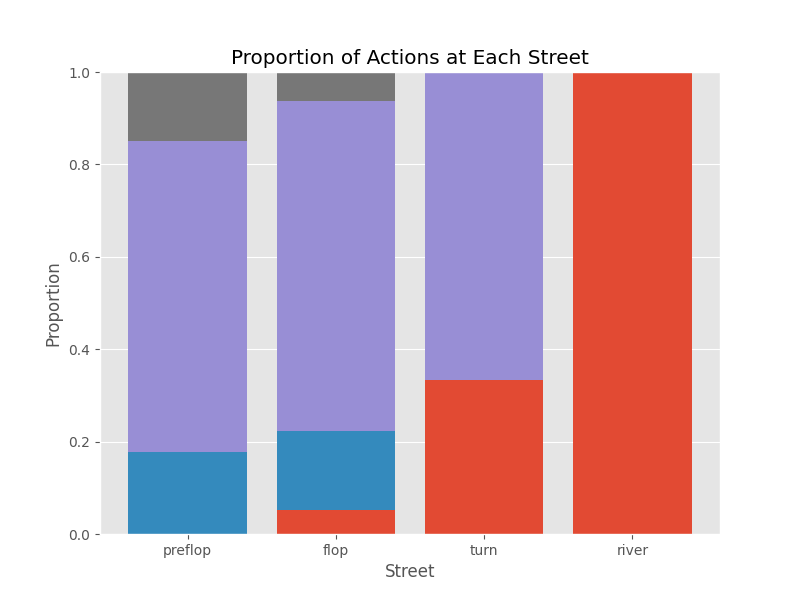 Proportion of Actions at Each Street
1.0
0.8
0.6
0.4
0.2
0.0
Proportion
preflop flop turn river
Street